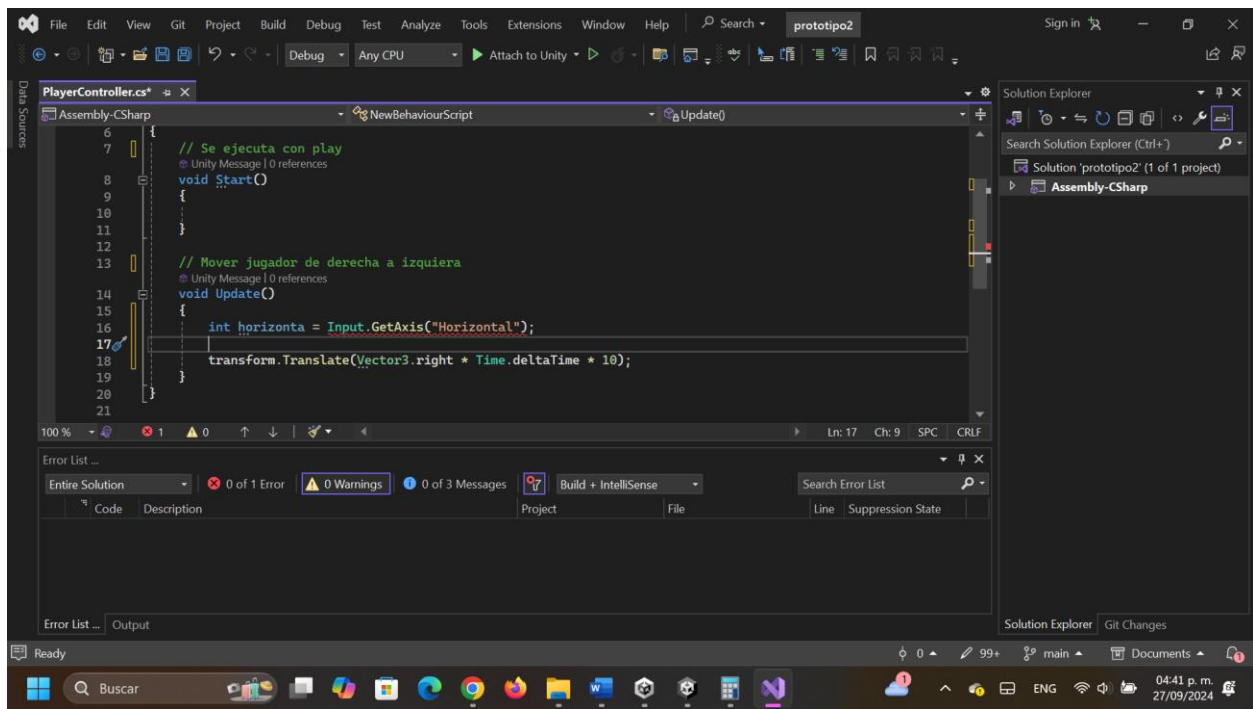 File Edit View Git Project Build Debug Test Analyze Tools Extensions Window Help Search prototipo2 Sign in
Debug Any CPU Attach to Unity
Data Sources
PlayerController.cs*
Assembly-CSharp NewBehaviourScript Update()
6 {
7 // Se ejecuta con play
Unity Message | 0 references
8 void Start()
9 {
10
11 }
12
13 // Mover jugador de derecha a izquiera
Unity Message | 0 references
14 void Update()
15 {
16 int horizonta = Input.GetAxis("Horizontal");
17
18 transform.Translate(Vector3.right * Time.deltaTime * 10);
19 }
20 }
21
100 % 1 0 Ln: 17 Ch: 9 SPC CRLF
Error List ...
Entire Solution 0 of 1 Error 0 Warnings 0 of 3 Messages Build + IntelliSense Search Error List
Code Description Project File Line Suppression State
Error List ... Output
Solution Explorer
Search Solution Explorer (Ctrl+´)
Solution 'prototipo2' (1 of 1 project)
Assembly-CSharp
Solution Explorer Git Changes
Ready 0 99+ main Documents 1
Buscar 1 ENG 04:41 p. m.
27/09/2024